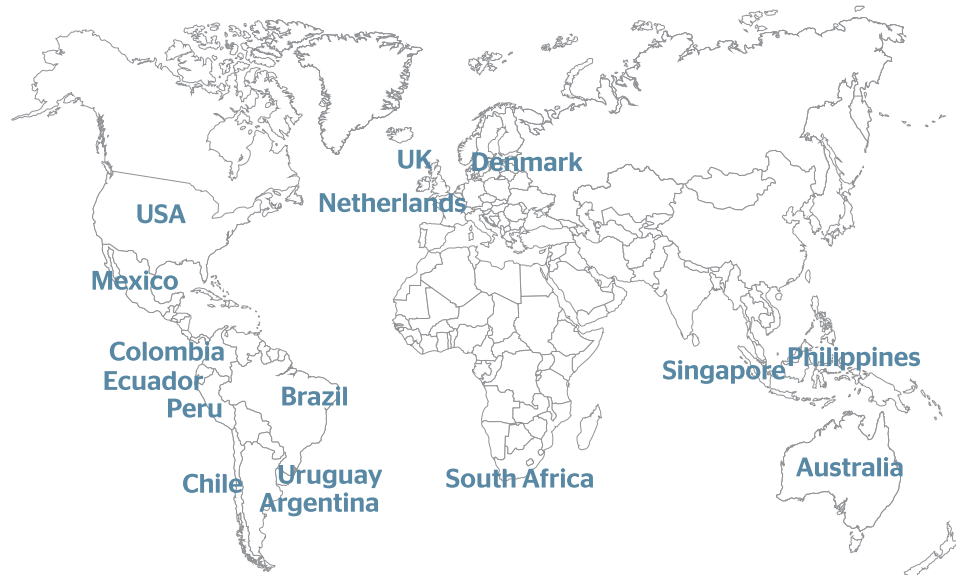 UK
Denmark
Netherlands
USA
Mexico
Colombia
Ecuador
Peru
Brazil
Singapore
Philippines
Chile
Uruguay
Argentina
South Africa
Australia